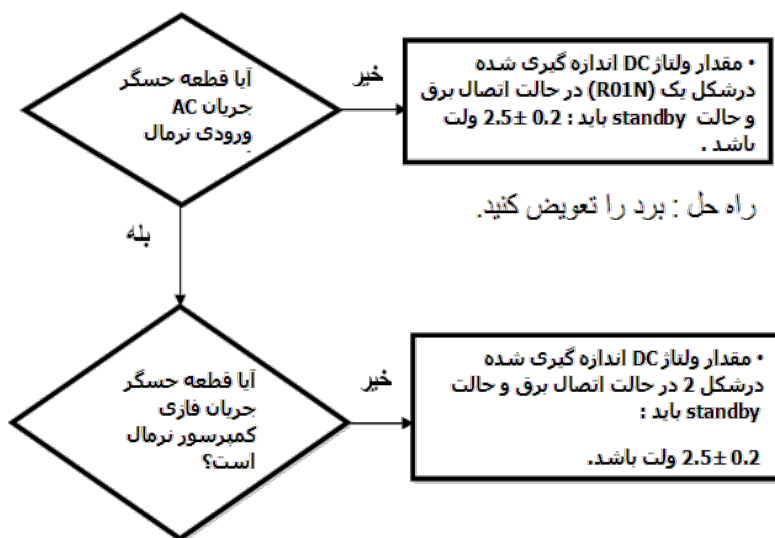 آیا قطعه حسگر
جریان AC
ورودی نرمال
خیر
• مقدار ولتاژ DC اندازه گیری شده
درشکل یک (R01N) در حالت اتصال برق
و حالت standby باید : 0.2 ±2.5 ولت
باشد .
راه حل : برد را تعویض کنید.
بله
آیا قطعه حسگر
جریان فازی
کمپرسور نرمال
است؟
خیر
• مقدار ولتاژ DC اندازه گیری شده
درشکل 2 در حالت اتصال برق و حالت
standby باید :
0.2 ±2.5 ولت باشد.